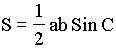 S = 1/2 ab Sin C